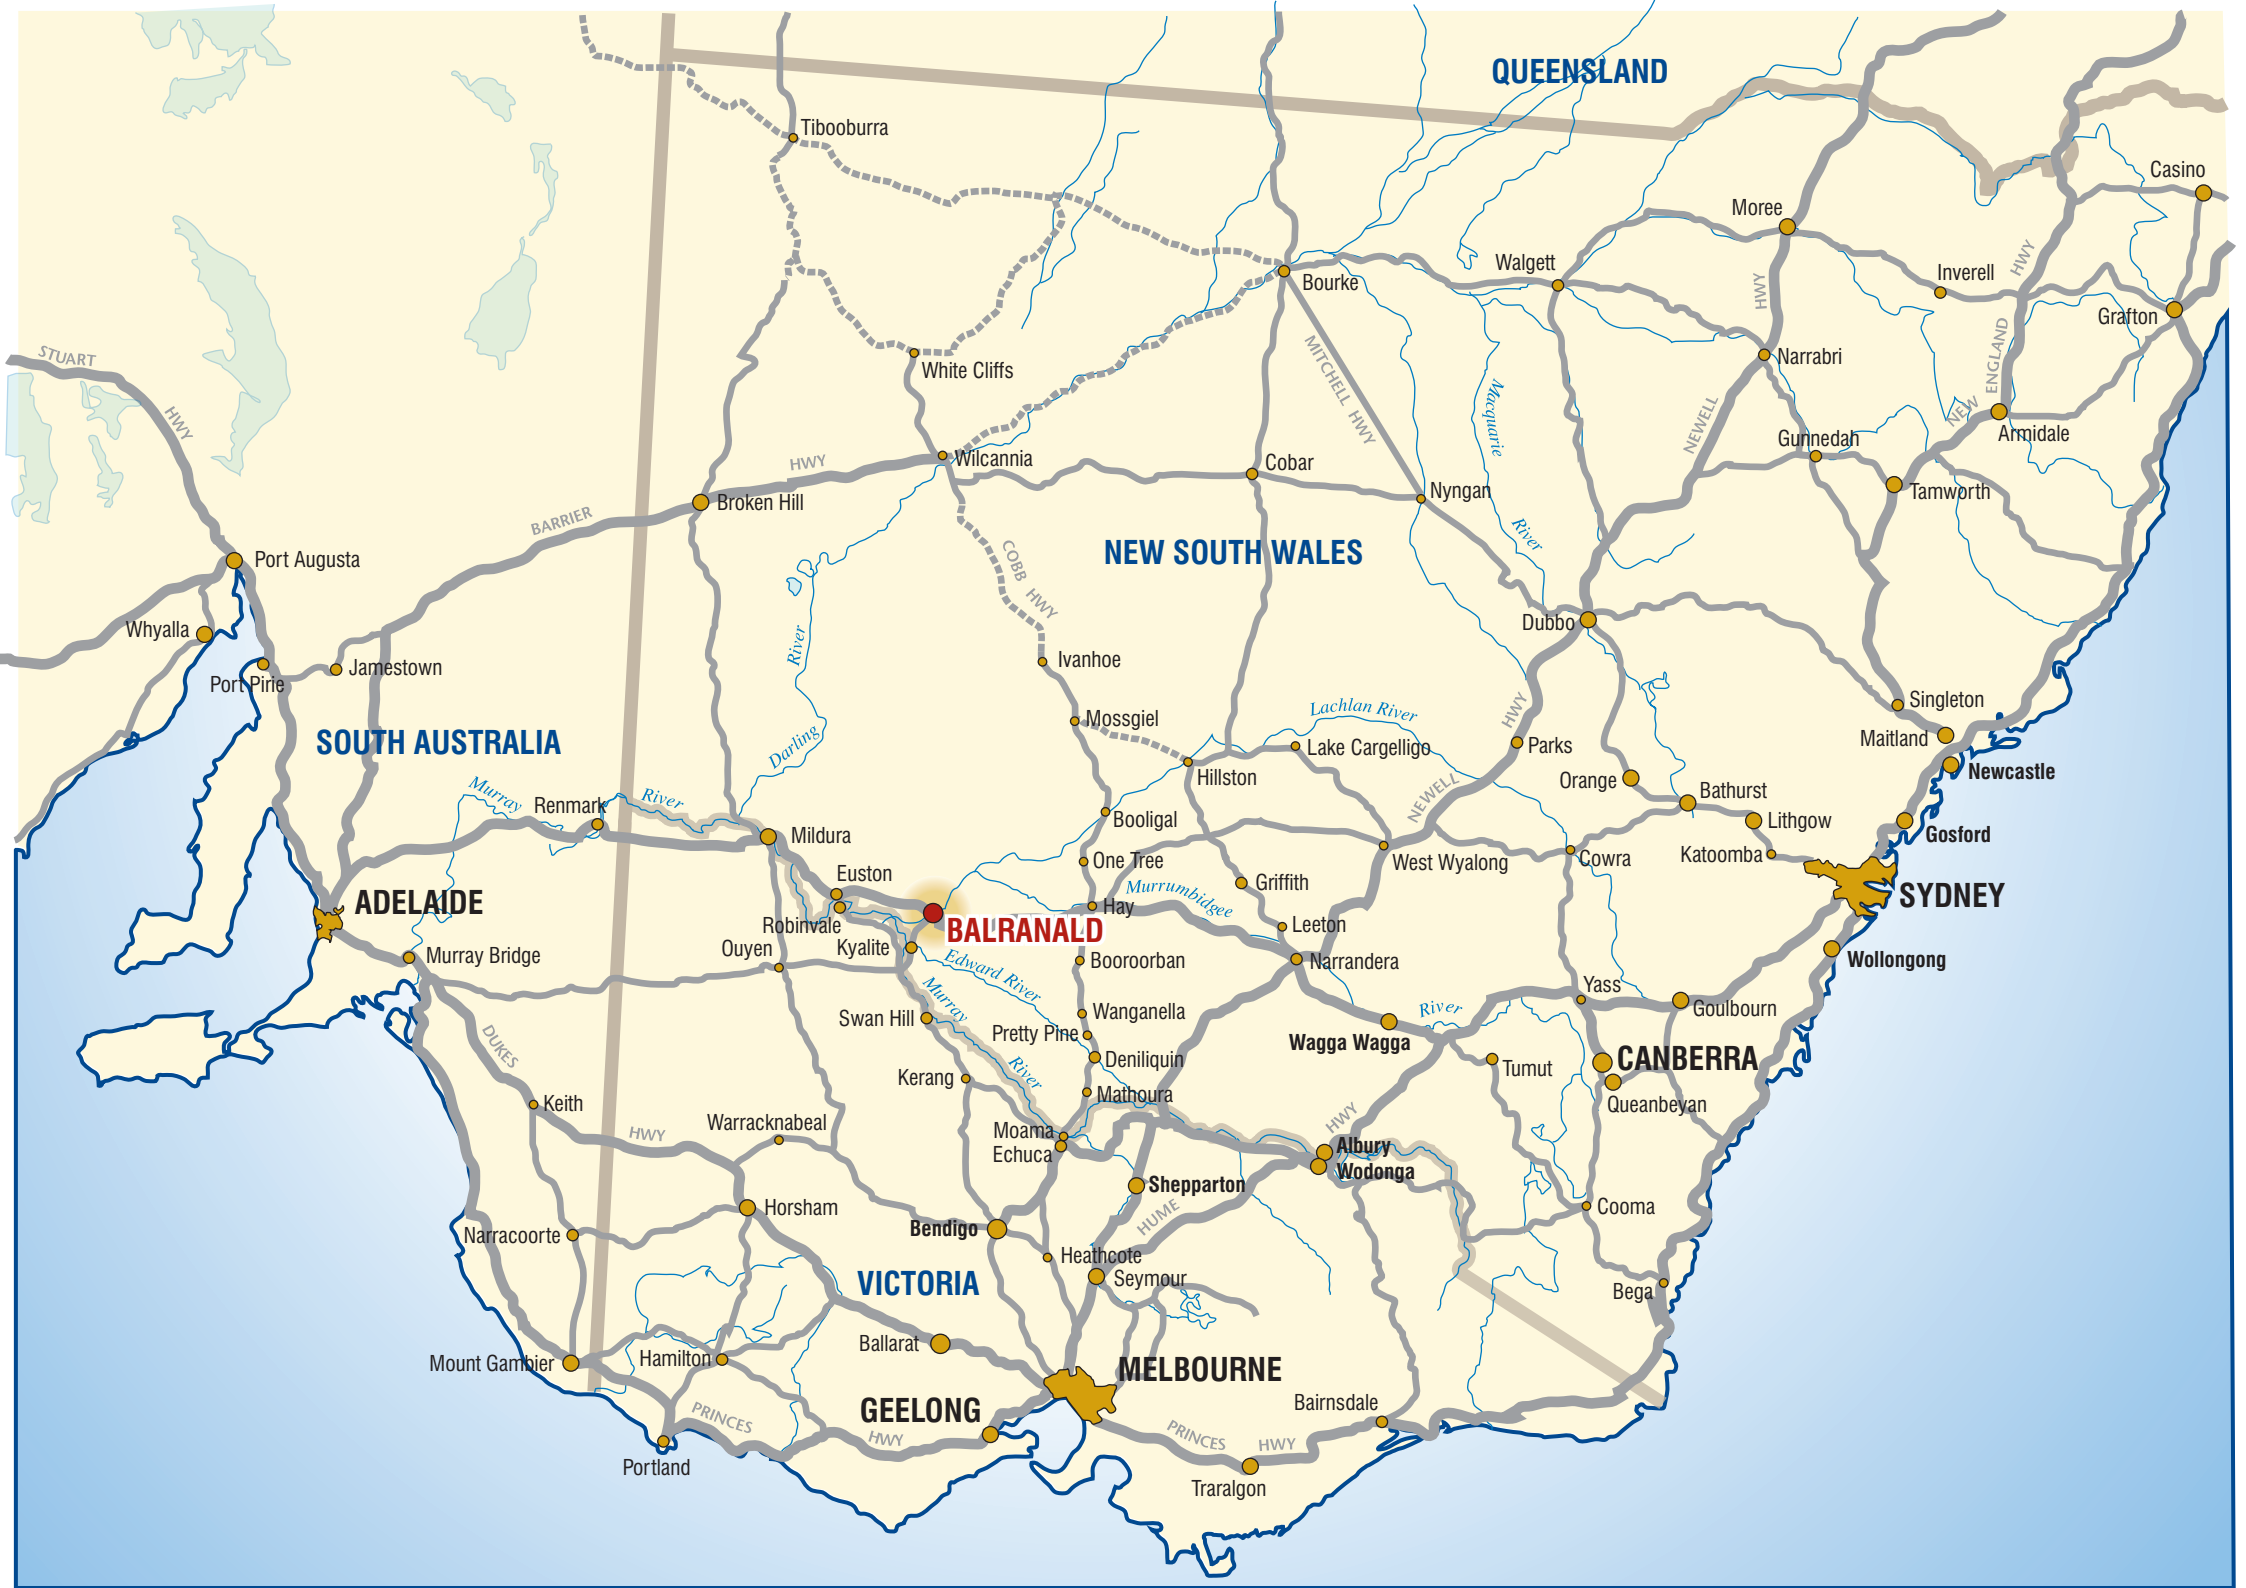 QUEENSLAND
Tibooburra
Casino
Moree
HWY
Walgett
Inverell
Bourke
HWY
Grafton
STUART
HWY
White Cliffs
MITCHELL HWY
Narrabri
ENGLAND
NEW
Macquarie
River
NEWELL
Armidale
Gunnedah
HWY
Wilcannia
Cobar
Nyngan
Tamworth
Broken Hill
BARRIER
COBB HWY
NEW SOUTH WALES
Port Augusta
Whyalla
Dubbo
River
Darling
Ivanhoe
Jamestown
Port Pirie
Mossgiel
Lachlan River
HWY
Singleton
SOUTH AUSTRALIA
Lake Cargelligo
Parks
Maitland
Hillston
Orange
Newcastle
Murray
River
Renmark
NEWELL
Bathurst
Booligal
Lithgow
Mildura
Gosford
One Tree
West Wyalong
Cowra
Katoomba
Euston
Griffith
Murrumbidgee
ADELAIDE
Hay
SYDNEY
Robinvale
BALRANALD
Leeton
Ouyen
Kyalite
Murray Bridge
Edward River
Booroorban
Narrandera
Wollongong
Murray
River
Yass
Goulbourn
Swan Hill
Wanganella
River
Pretty Pine
Wagga Wagga
DUKES
Deniliquin
CANBERRA
Tumut
Kerang
Mathoura
Keith
Queanbeyan
Warracknabeal
HWY
HWY
Moama
Echuca
Albury
Wodonga
Shepparton
Horsham
HUME
Cooma
Bendigo
Narracoorte
Heathcote
VICTORIA
Seymour
Bega
Ballarat
Mount Gambier
Hamilton
MELBOURNE
GEELONG
Bairnsdale
PRINCES
HWY
PRINCES
HWY
Portland
Traralgon